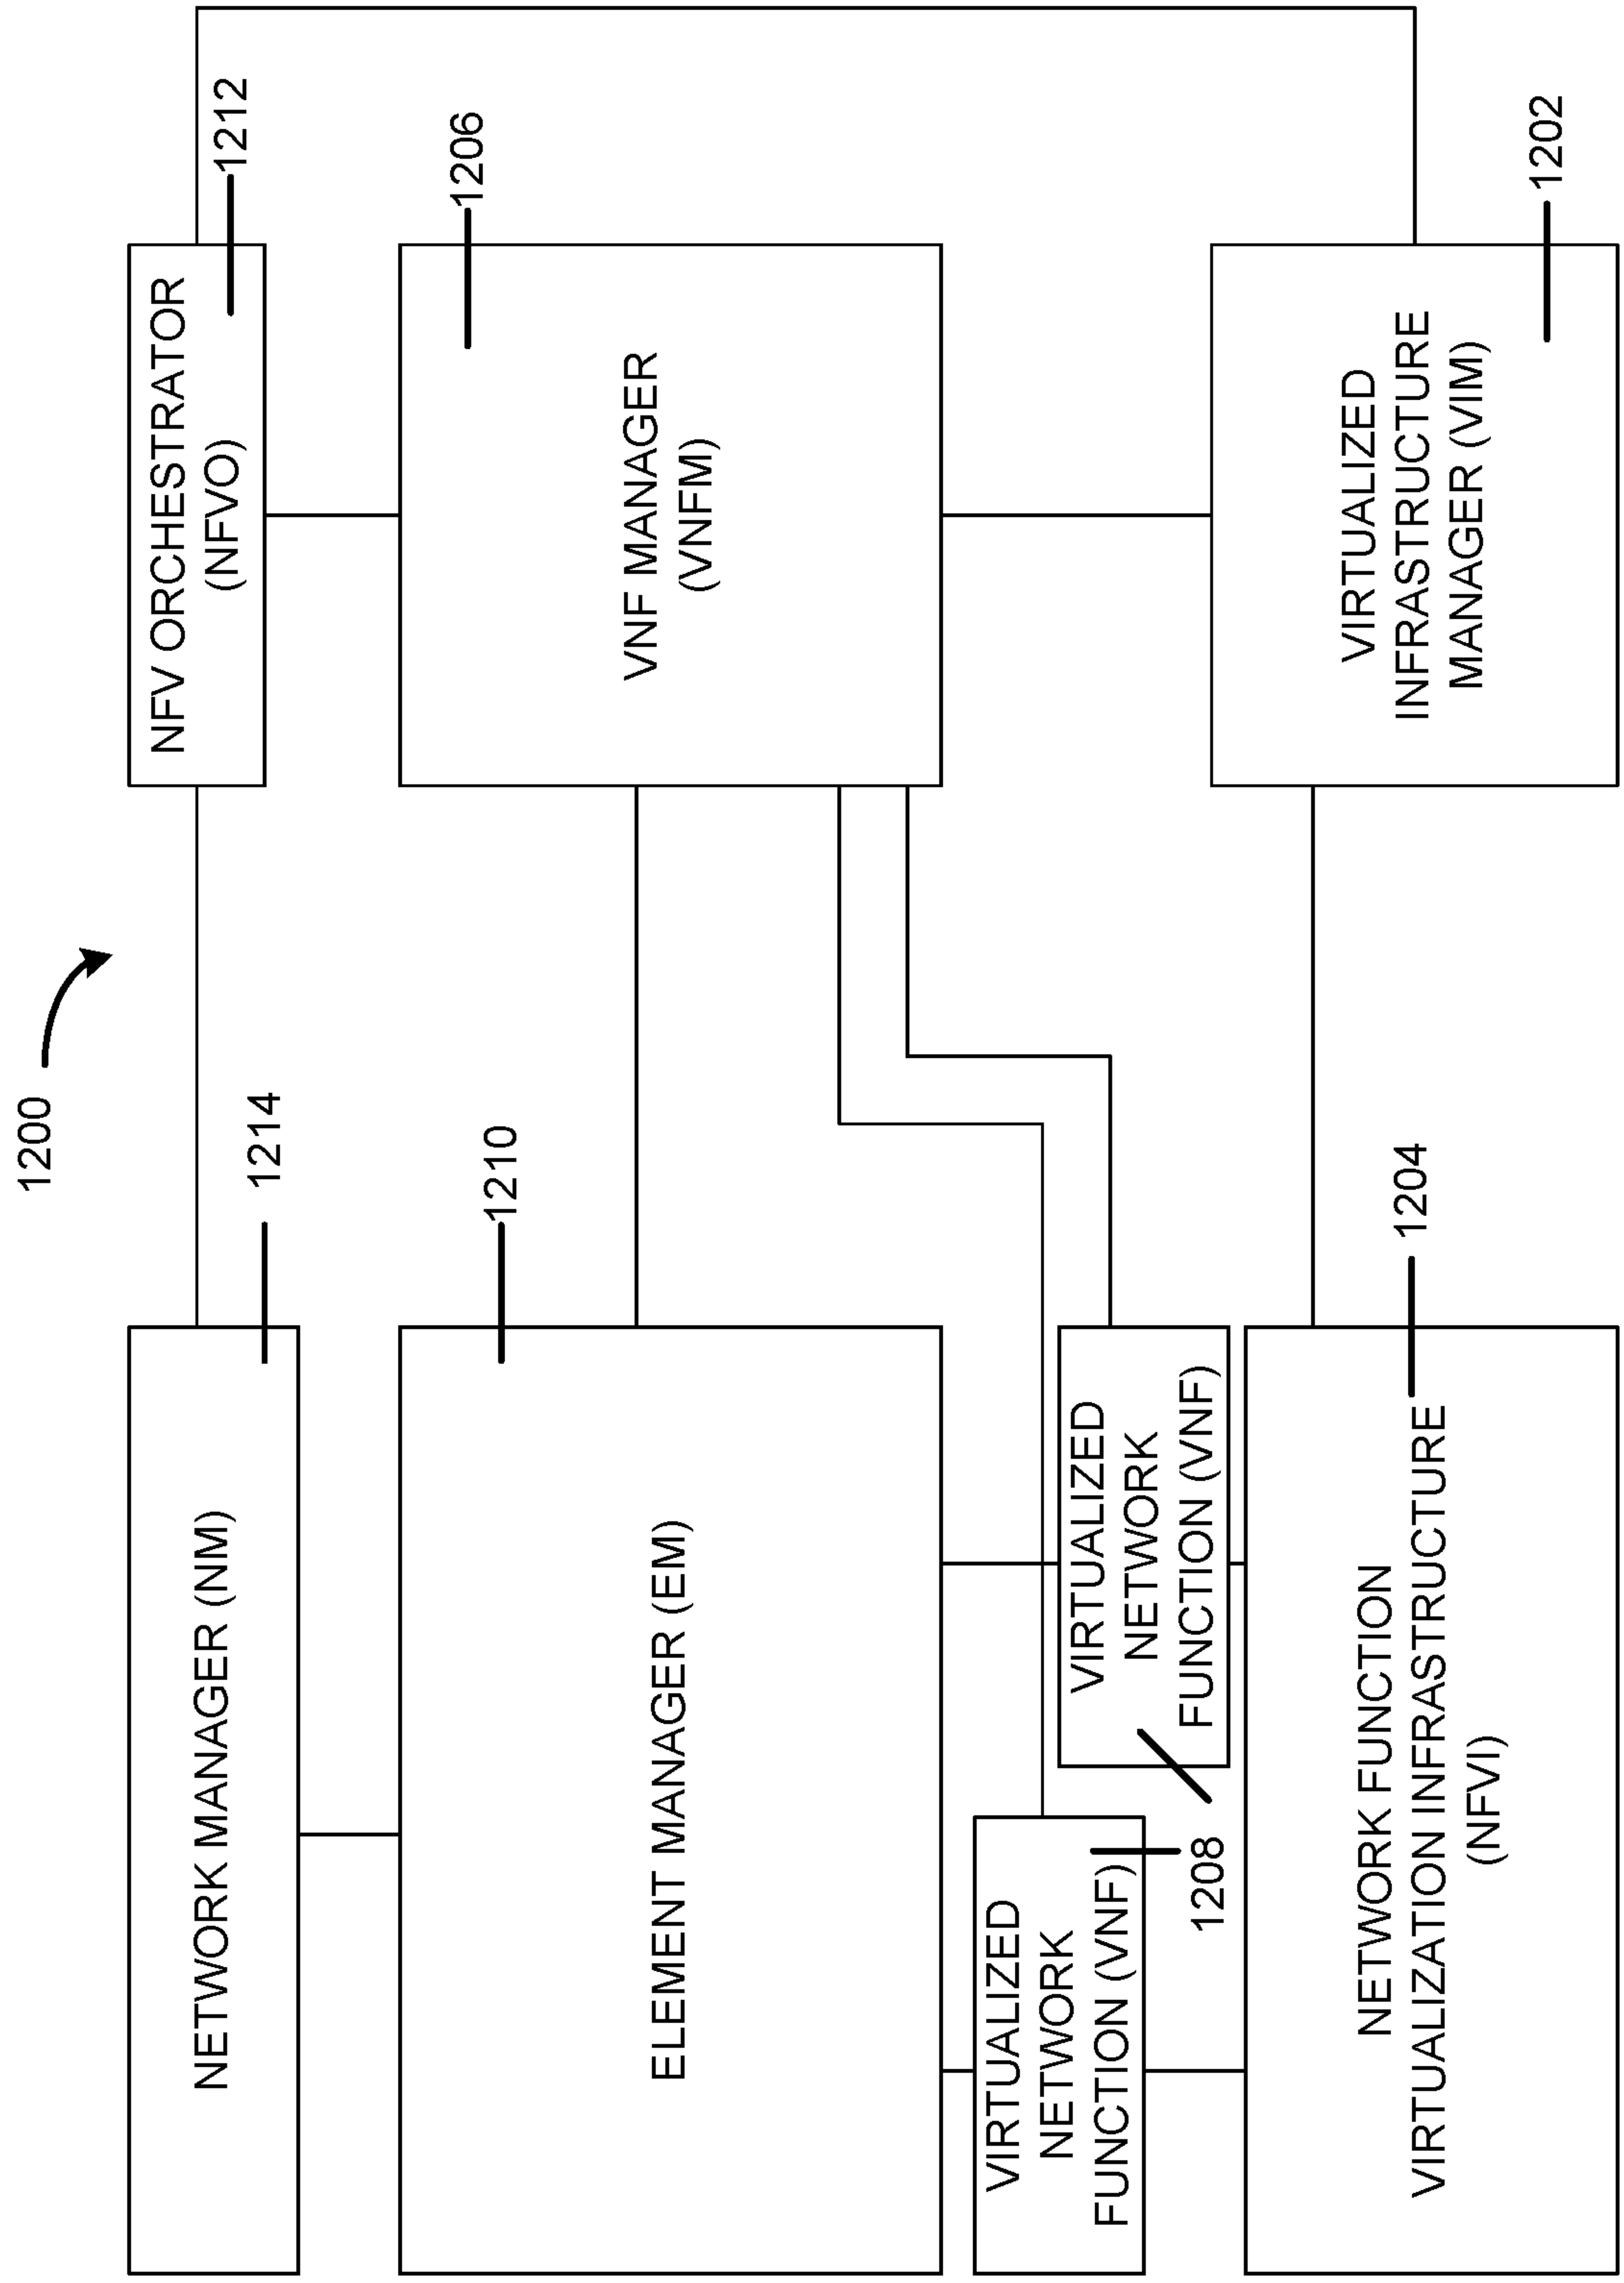 1200
NETWORK MANAGER (NM)
1214
NFV ORCHESTRATOR
(NFVO)
1212
ELEMENT MANAGER (EM)
1210
VNF MANAGER
(VNFM)
1206
VIRTUALIZED
NETWORK
FUNCTION (VNF)
VIRTUALIZED
NETWORK
FUNCTION (VNF)
1208
NETWORK FUNCTION
VIRTUALIZATION INFRASTRUCTURE
(NFVI)
1204
VIRTUALIZED
INFRASTRUCTURE
MANAGER (VIM)
1202